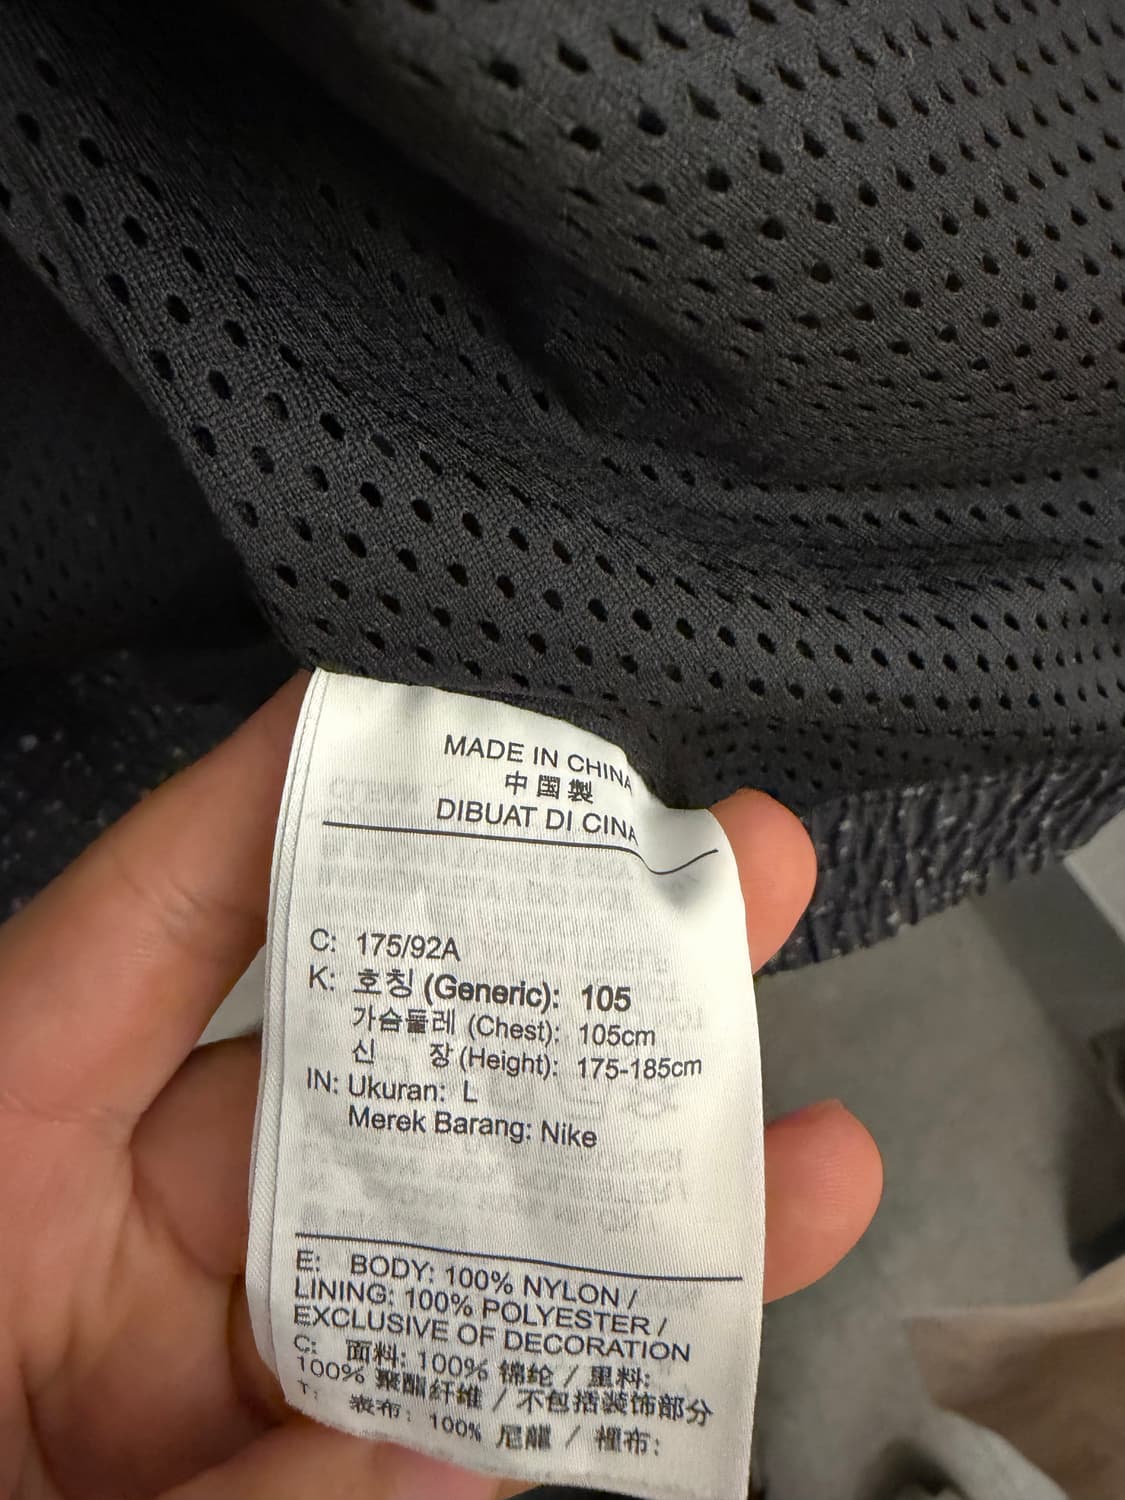 MADE IN CHINA
中国製
DIBUAT DI CINA
C: 175/92A
K: 호칭 (Generic): 105
가슴둘레 (Chest): 105cm
신 장 (Height): 175-185cm
IN: Ukuran: L
Merek Barang: Nike
E: BODY: 100% NYLON /
LINING: 100% POLYESTER /
EXCLUSIVE OF DECORATION
C: 面料: 100% 锦纶 / 里料:
100% 聚酯纤维 / 不包括装饰部分
T: 表布: 100% 尼龍 / 裡布: